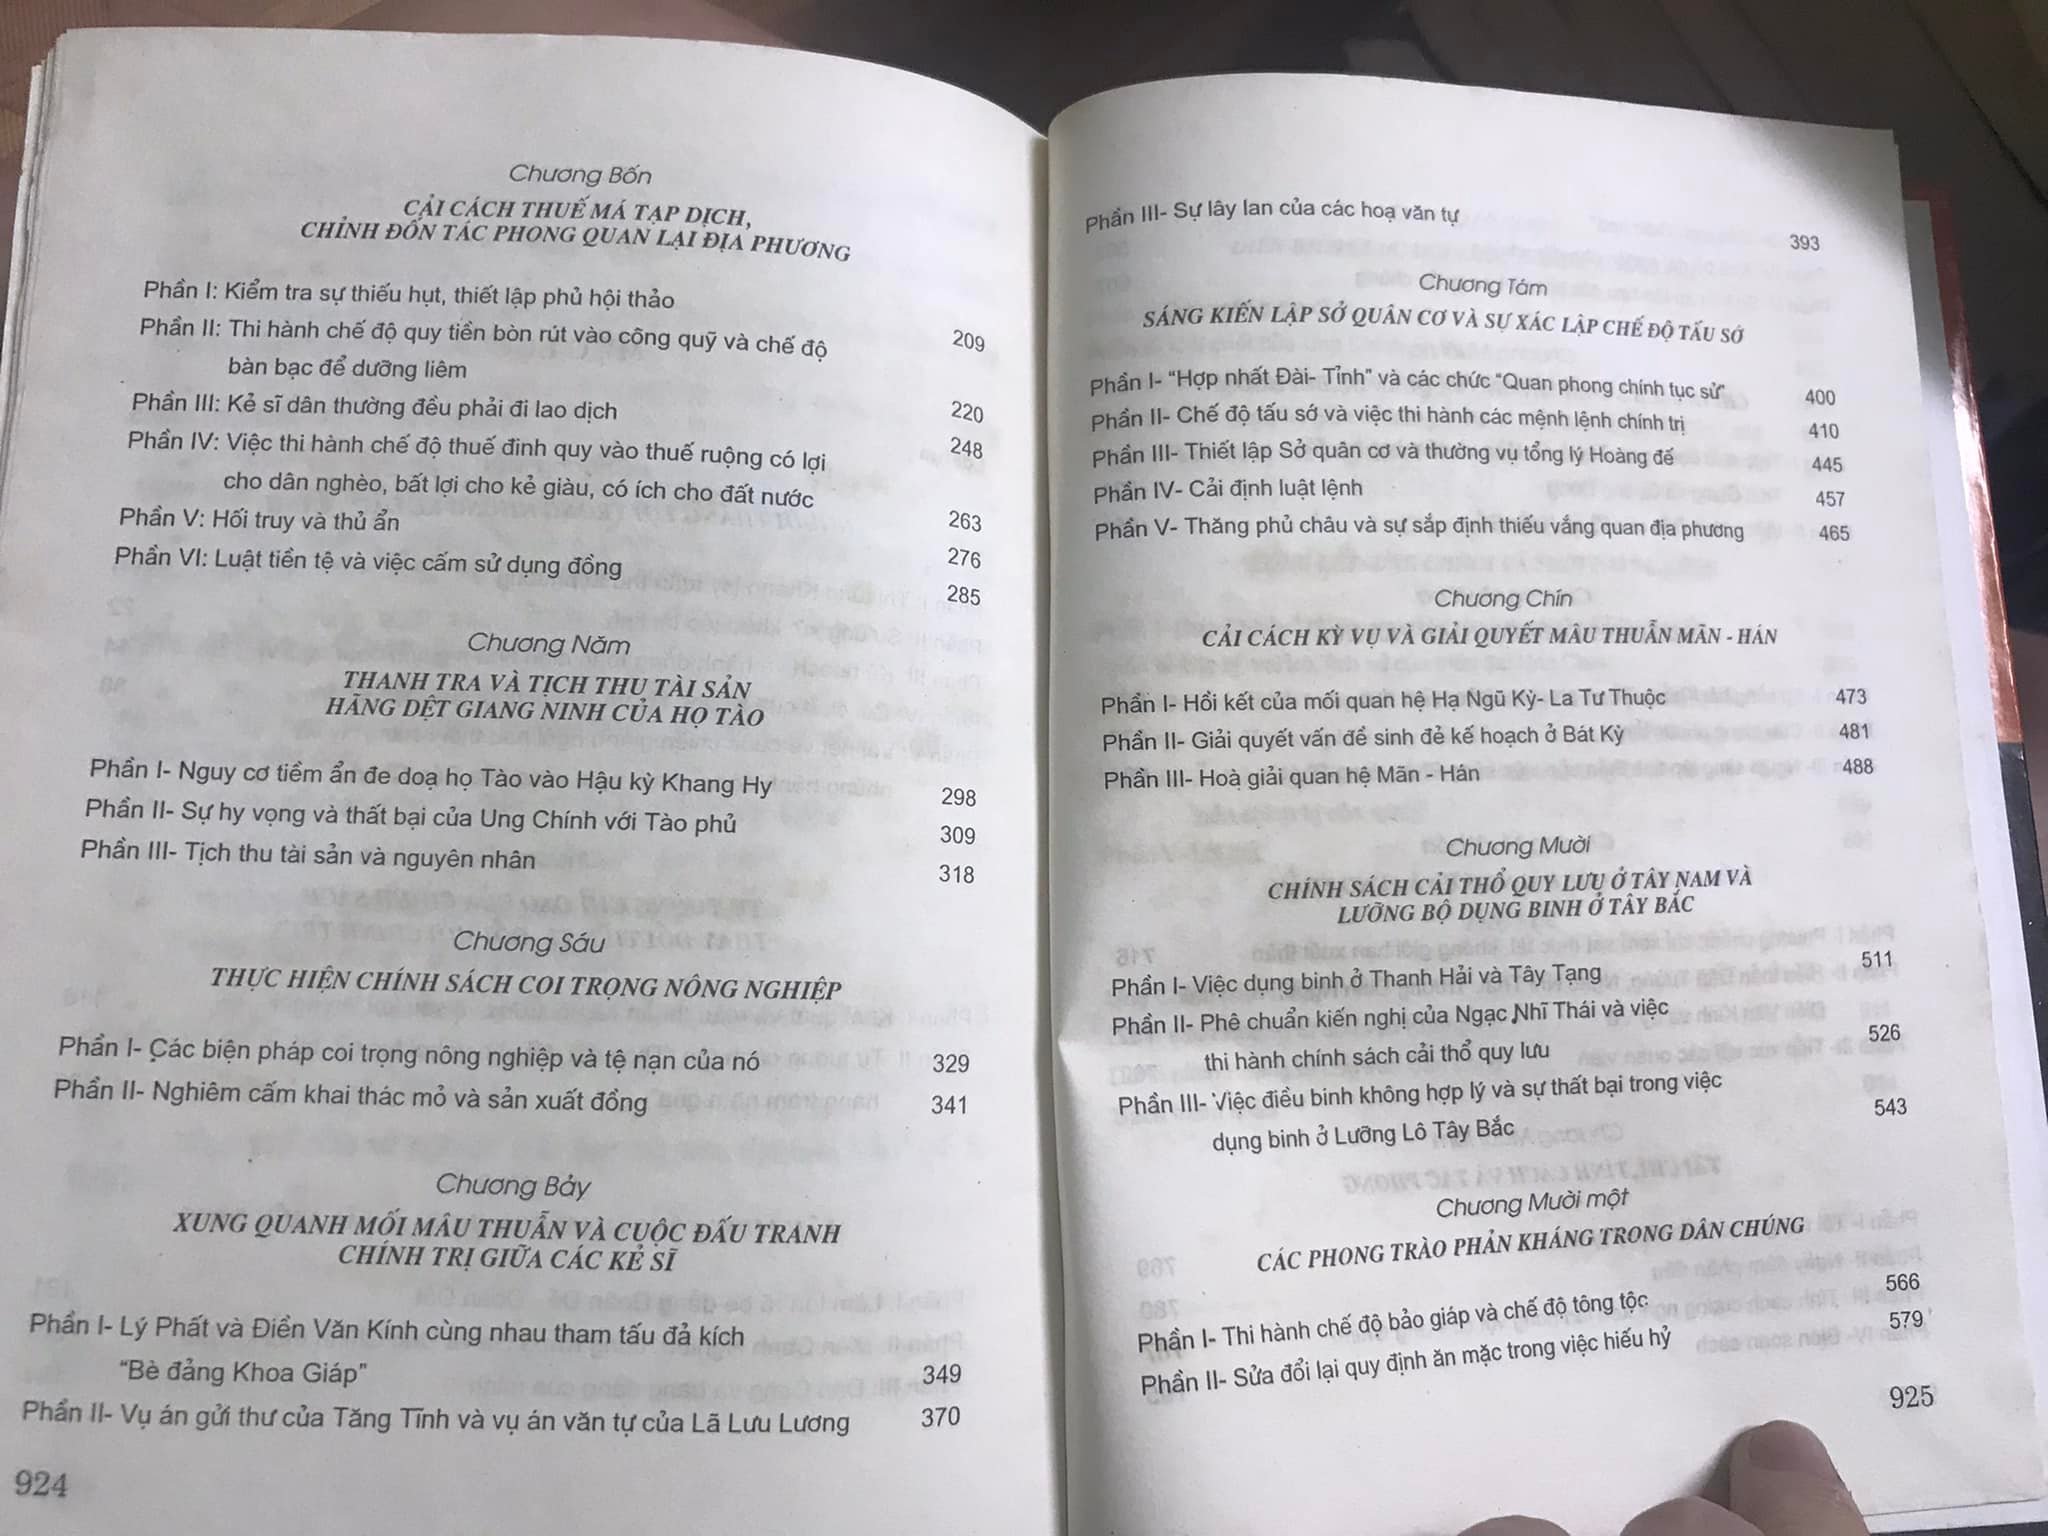 Chương Bốn
CẢI CÁCH THUẾ MÁ TẠP DỊCH,
CHỈNH ĐỐN TÁC PHONG QUAN LẠI ĐỊA PHƯƠNG
Phần I: Kiểm tra sự thiếu hụt, thiết lập phủ hội thảo 209
Phần II: Thi hành chế độ quy tiền bòn rút vào công quỹ và chế độ
bàn bạc để dưỡng liêm 220
Phần III: Kẻ sĩ dân thường đều phải đi lao dịch 248
Phần IV: Việc thi hành chế độ thuế đinh quy vào thuế ruộng có lợi
cho dân nghèo, bất lợi cho kẻ giàu, có ích cho đất nước 263
Phần V: Hối truy và thủ ẩn 276
Phần VI: Luật tiền tệ và việc cấm sử dụng đồng 285
Chương Năm
THANH TRA VÀ TỊCH THU TÀI SẢN
HÃNG DỆT GIANG NINH CỦA HỌ TÀO
Phần I- Nguy cơ tiềm ẩn đe doạ họ Tào vào Hậu kỳ Khang Hy 298
Phần II- Sự hy vọng và thất bại của Ung Chính với Tào phủ 309
Phần III- Tịch thu tài sản và nguyên nhân 318
Chương Sáu
THỰC HIỆN CHÍNH SÁCH COI TRỌNG NÔNG NGHIỆP
Phần I- Các biện pháp coi trọng nông nghiệp và tệ nạn của nó 329
Phần II- Nghiêm cấm khai thác mỏ và sản xuất đồng 341
Chương Bảy
XUNG QUANH MỐI MÂU THUẪN VÀ CUỘC ĐẤU TRANH
CHÍNH TRỊ GIỮA CÁC KẺ SĨ
Phần I- Lý Phất và Điền Văn Kính cùng nhau tham tấu đả kích
"Bè đảng Khoa Giáp" 349
Phần II- Vụ án gửi thư của Tăng Tĩnh và vụ án văn tự của Lã Lưu Lương 370
924
Phần III- Sự lây lan của các hoạ văn tự 393
Chương Tám
SÁNG KIẾN LẬP SỞ QUÂN CƠ VÀ SỰ XÁC LẬP CHẾ ĐỘ TẤU SỚ
Phần I- "Hợp nhất Đài- Tỉnh" và các chức "Quan phong chính tục sử" 400
Phần II- Chế độ tấu sớ và việc thi hành các mệnh lệnh chính trị 410
Phần III- Thiết lập Sở quân cơ và thường vụ tổng lý Hoàng đế 445
Phần IV- Cải định luật lệnh 457
Phần V- Thăng phủ châu và sự sắp định thiếu vắng quan địa phương 465
Chương Chín
CẢI CÁCH KỲ VỤ VÀ GIẢI QUYẾT MÂU THUẪN MÃN - HÁN
Phần I- Hồi kết của mối quan hệ Hạ Ngũ Kỳ- La Tư Thuộc 473
Phần II- Giải quyết vấn đề sinh đẻ kế hoạch ở Bát Kỳ 481
Phần III- Hoà giải quan hệ Mãn - Hán 488
Chương Mười
CHÍNH SÁCH CẢI THỔ QUY LƯU Ở TÂY NAM VÀ
LƯỠNG BỘ DỤNG BINH Ở TÂY BẮC
Phần I- Việc dụng binh ở Thanh Hải và Tây Tạng 511
Phần II- Phê chuẩn kiến nghị của Ngạc Nhĩ Thái và việc
thi hành chính sách cải thổ quy lưu 526
Phần III- Việc điều binh không hợp lý và sự thất bại trong việc
dụng binh ở Lưỡng Lô Tây Bắc 543
Chương Mười một
CÁC PHONG TRÀO PHẢN KHÁNG TRONG DÂN CHÚNG
Phần I- Thi hành chế độ bảo giáp và chế độ tông tộc 566
Phần II- Sửa đổi lại quy định ăn mặc trong việc hiếu hỷ 579
925